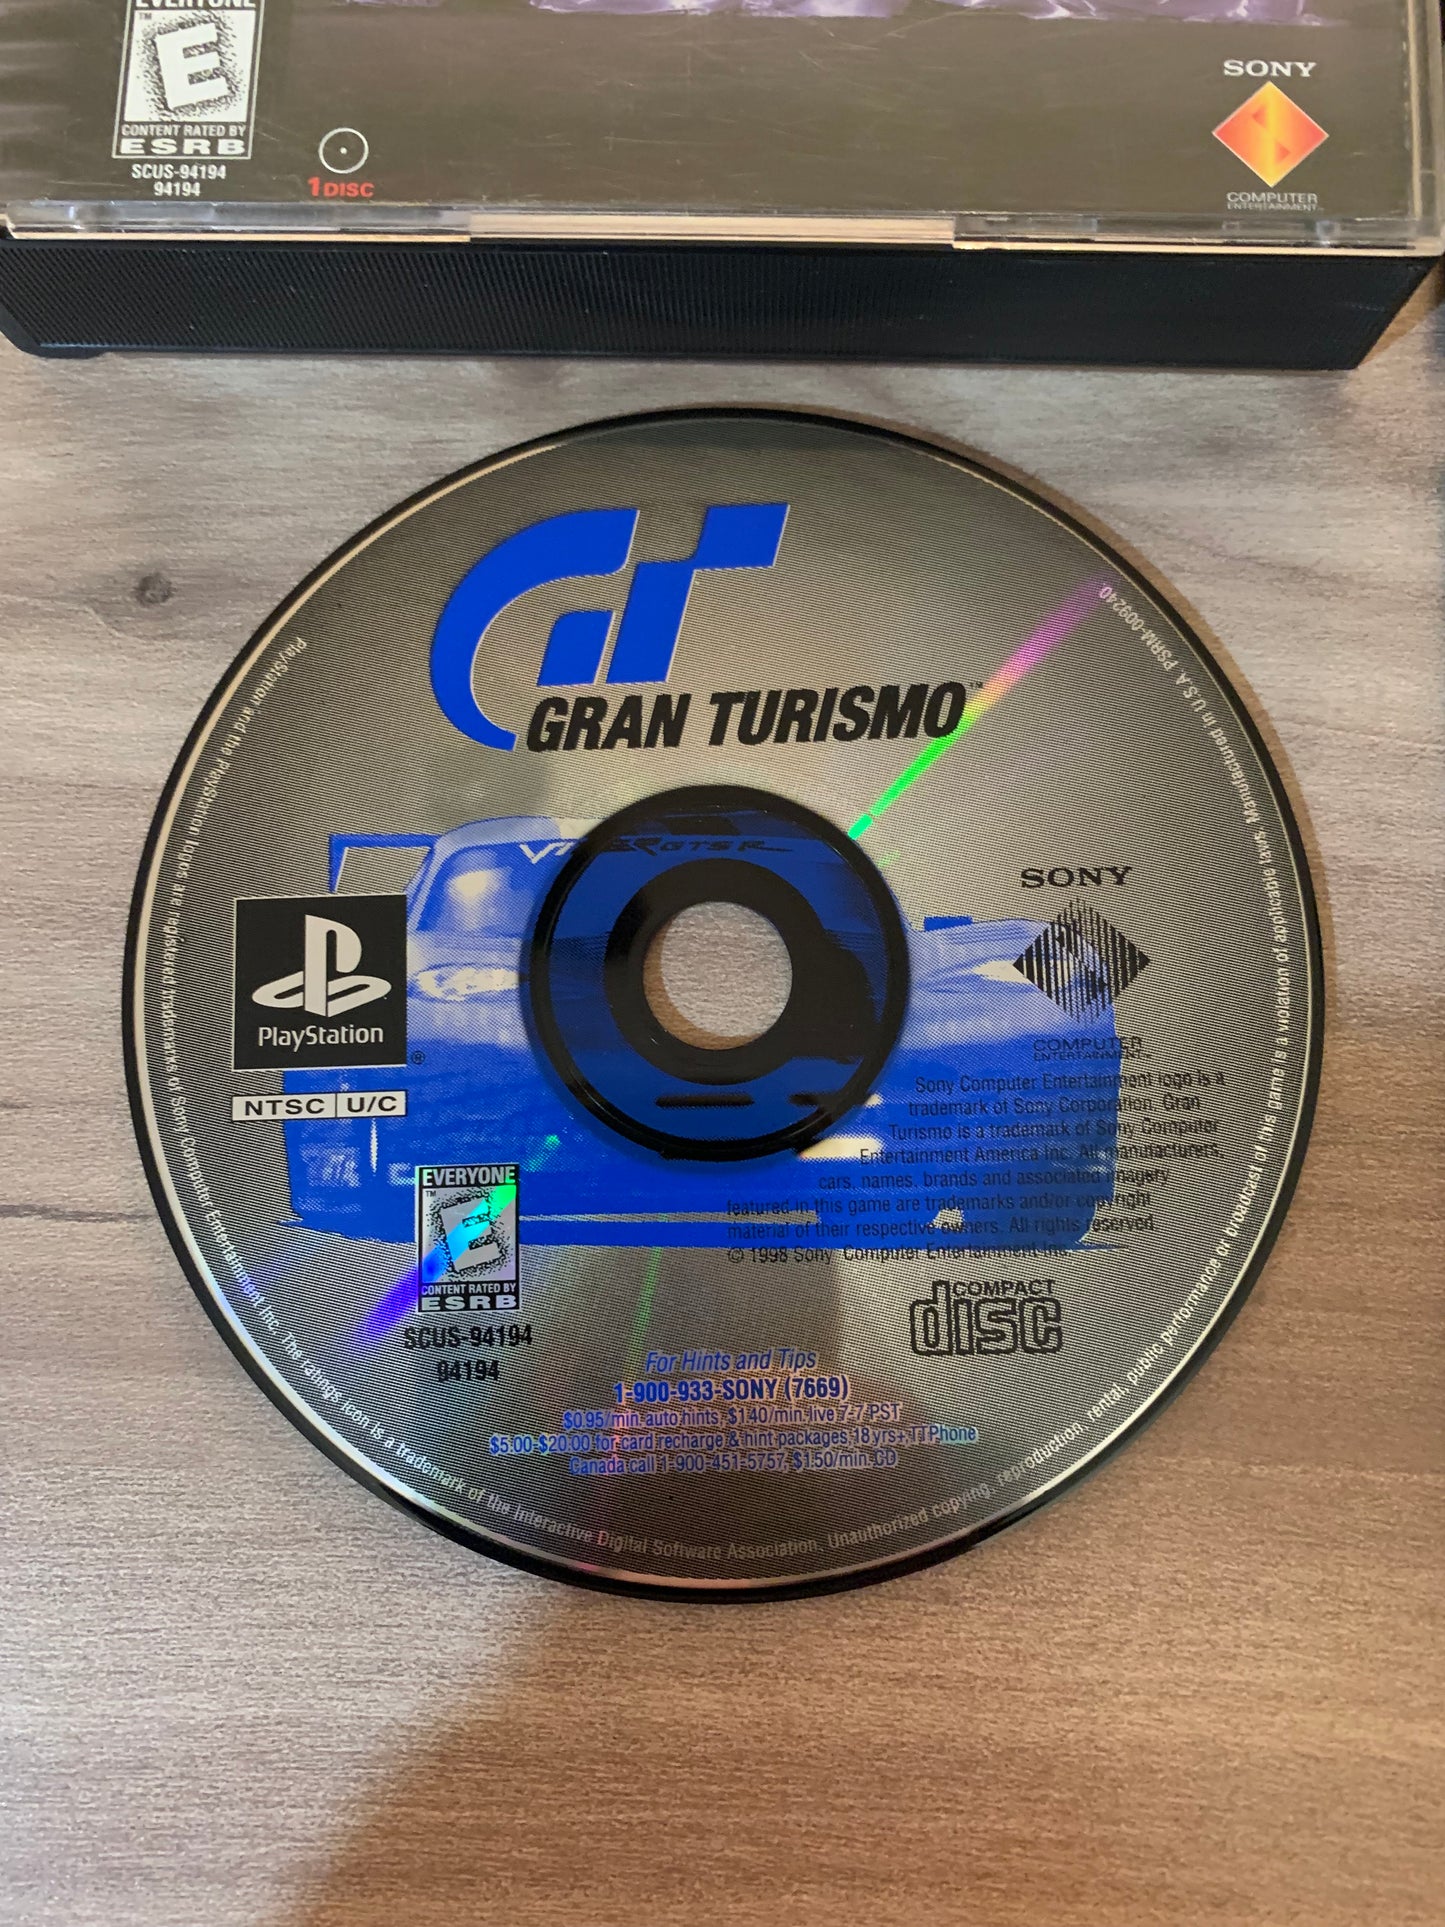 EVERYONE
E
CONTENT RATED BY
ESRB
SCUS-94194
94194
1 DISC
SONY
COMPUTER
ENTERTAINMENT
GT
GRAN TURISMO™
VIPER GTS R
PlayStation
®
NTSC U/C
SONY
COMPUTER
ENTERTAINMENT™
Sony Computer Entertainment logo is a
trademark of Sony Corporation. Gran
Turismo is a trademark of Sony Computer
Entertainment America Inc. All manufacturers,
cars, names, brands and associated imagery
featured in this game are trademarks and/or copyright
material of their respective owners. All rights reserved.
© 1998 Sony Computer Entertainment Inc.
EVERYONE
™
E
CONTENT RATED BY
ESRB
SCUS-94194
94194
COMPACT
disc
For Hints and Tips
1-900-933-SONY (7669)
$0.95/min. auto hints, $1.40/min. live 7-7 PST
$5.00-$20.00 for card recharge & hint packages, 18 yrs+, TT Phone
Canada call 1-900-451-5757, $1.50/min. CD
PlayStation and the PlayStation logos are registered trademarks of Sony Computer Entertainment Inc. The ratings icon is a trademark of the Interactive Digital Software Association. Unauthorized copying, reproduction, rental, public performance or broadcast of this game is a violation of applicable laws. Manufactured in U.S.A. PSRM-009240.